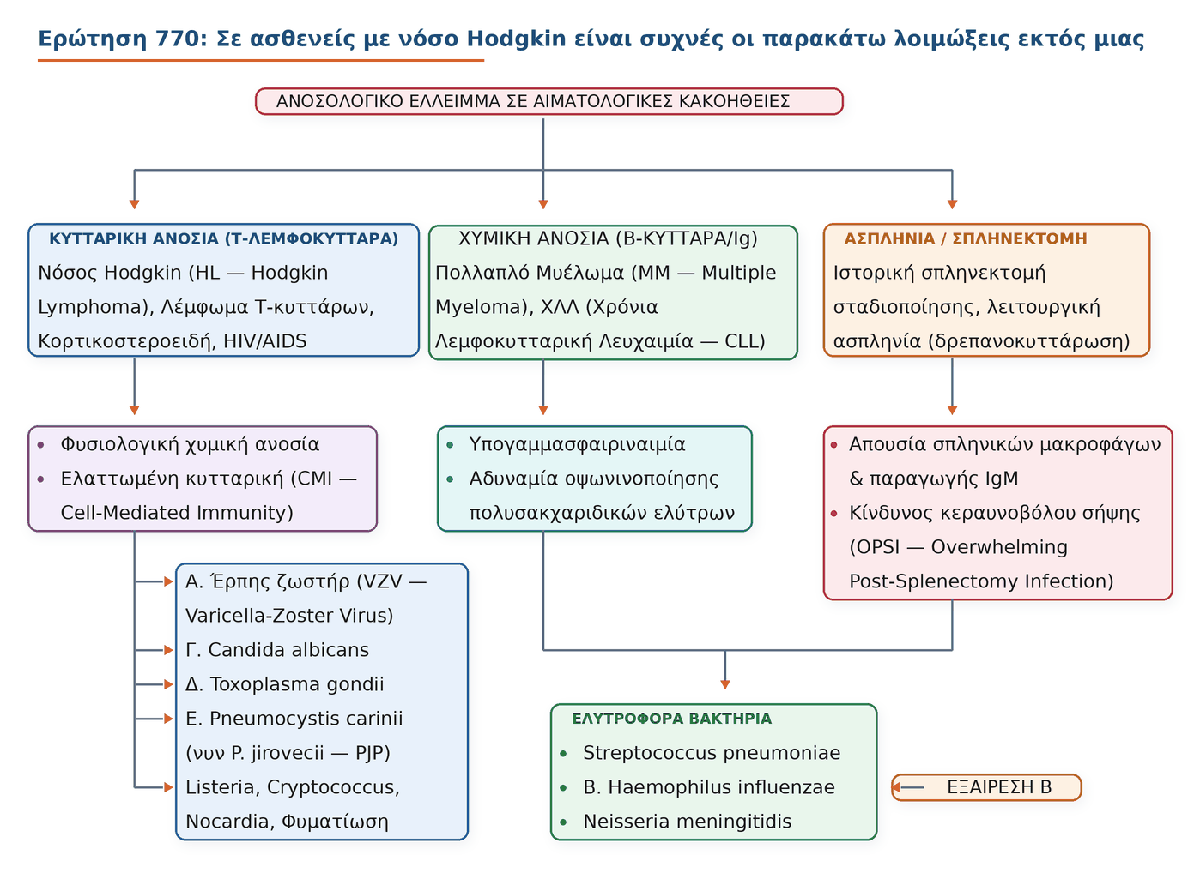 Ερώτηση 770: Σε ασθενείς με νόσο Hodgkin είναι συχνές οι παρακάτω λοιμώξεις εκτός μιας
ΑΝΟΣΟΛΟΓΙΚΟ ΕΛΛΕΙΜΜΑ ΣΕ ΑΙΜΑΤΟΛΟΓΙΚΕΣ ΚΑΚΟΗΘΕΙΕΣ
ΚΥΤΤΑΡΙΚΗ ΑΝΟΣΙΑ (Τ-ΛΕΜΦΟΚΥΤΤΑΡΑ)
Νόσος Hodgkin (HL — Hodgkin
Lymphoma), Λέμφωμα Τ-κυττάρων,
Κορτικοστεροειδή, HIV/AIDS
ΧΥΜΙΚΗ ΑΝΟΣΙΑ (Β-ΚΥΤΤΑΡΑ/Ig)
Πολλαπλό Μυέλωμα (MM — Multiple
Myeloma), ΧΛΛ (Χρόνια
Λεμφοκυτταρική Λευχαιμία — CLL)
ΑΣΠΛΗΝΙΑ / ΣΠΛΗΝΕΚΤΟΜΗ
Ιστορική σπληνεκτομή
σταδιοποίησης, λειτουργική
ασπληνία (δρεπανοκυττάρωση)
• Φυσιολογική χυμική ανοσία
• Ελαττωμένη κυτταρική (CMI —
Cell-Mediated Immunity)
• Υπογαμμασφαιριναιμία
• Αδυναμία οψωνινοποίησης
πολυσακχαριδικών ελύτρων
• Απουσία σπληνικών μακροφάγων
& παραγωγής IgM
• Κίνδυνος κεραυνοβόλου σήψης
(OPSI — Overwhelming
Post-Splenectomy Infection)
Α. Έρπης ζωστήρ (VZV —
Varicella-Zoster Virus)
Γ. Candida albicans
Δ. Toxoplasma gondii
Ε. Pneumocystis carinii
(νυν P. jirovecii — PJP)
Listeria, Cryptococcus,
Nocardia, Φυματίωση
ΕΛΥΤΡΟΦΟΡΑ ΒΑΚΤΗΡΙΑ
• Streptococcus pneumoniae
• Β. Haemophilus influenzae
• Neisseria meningitidis
ΕΞΑΙΡΕΣΗ Β